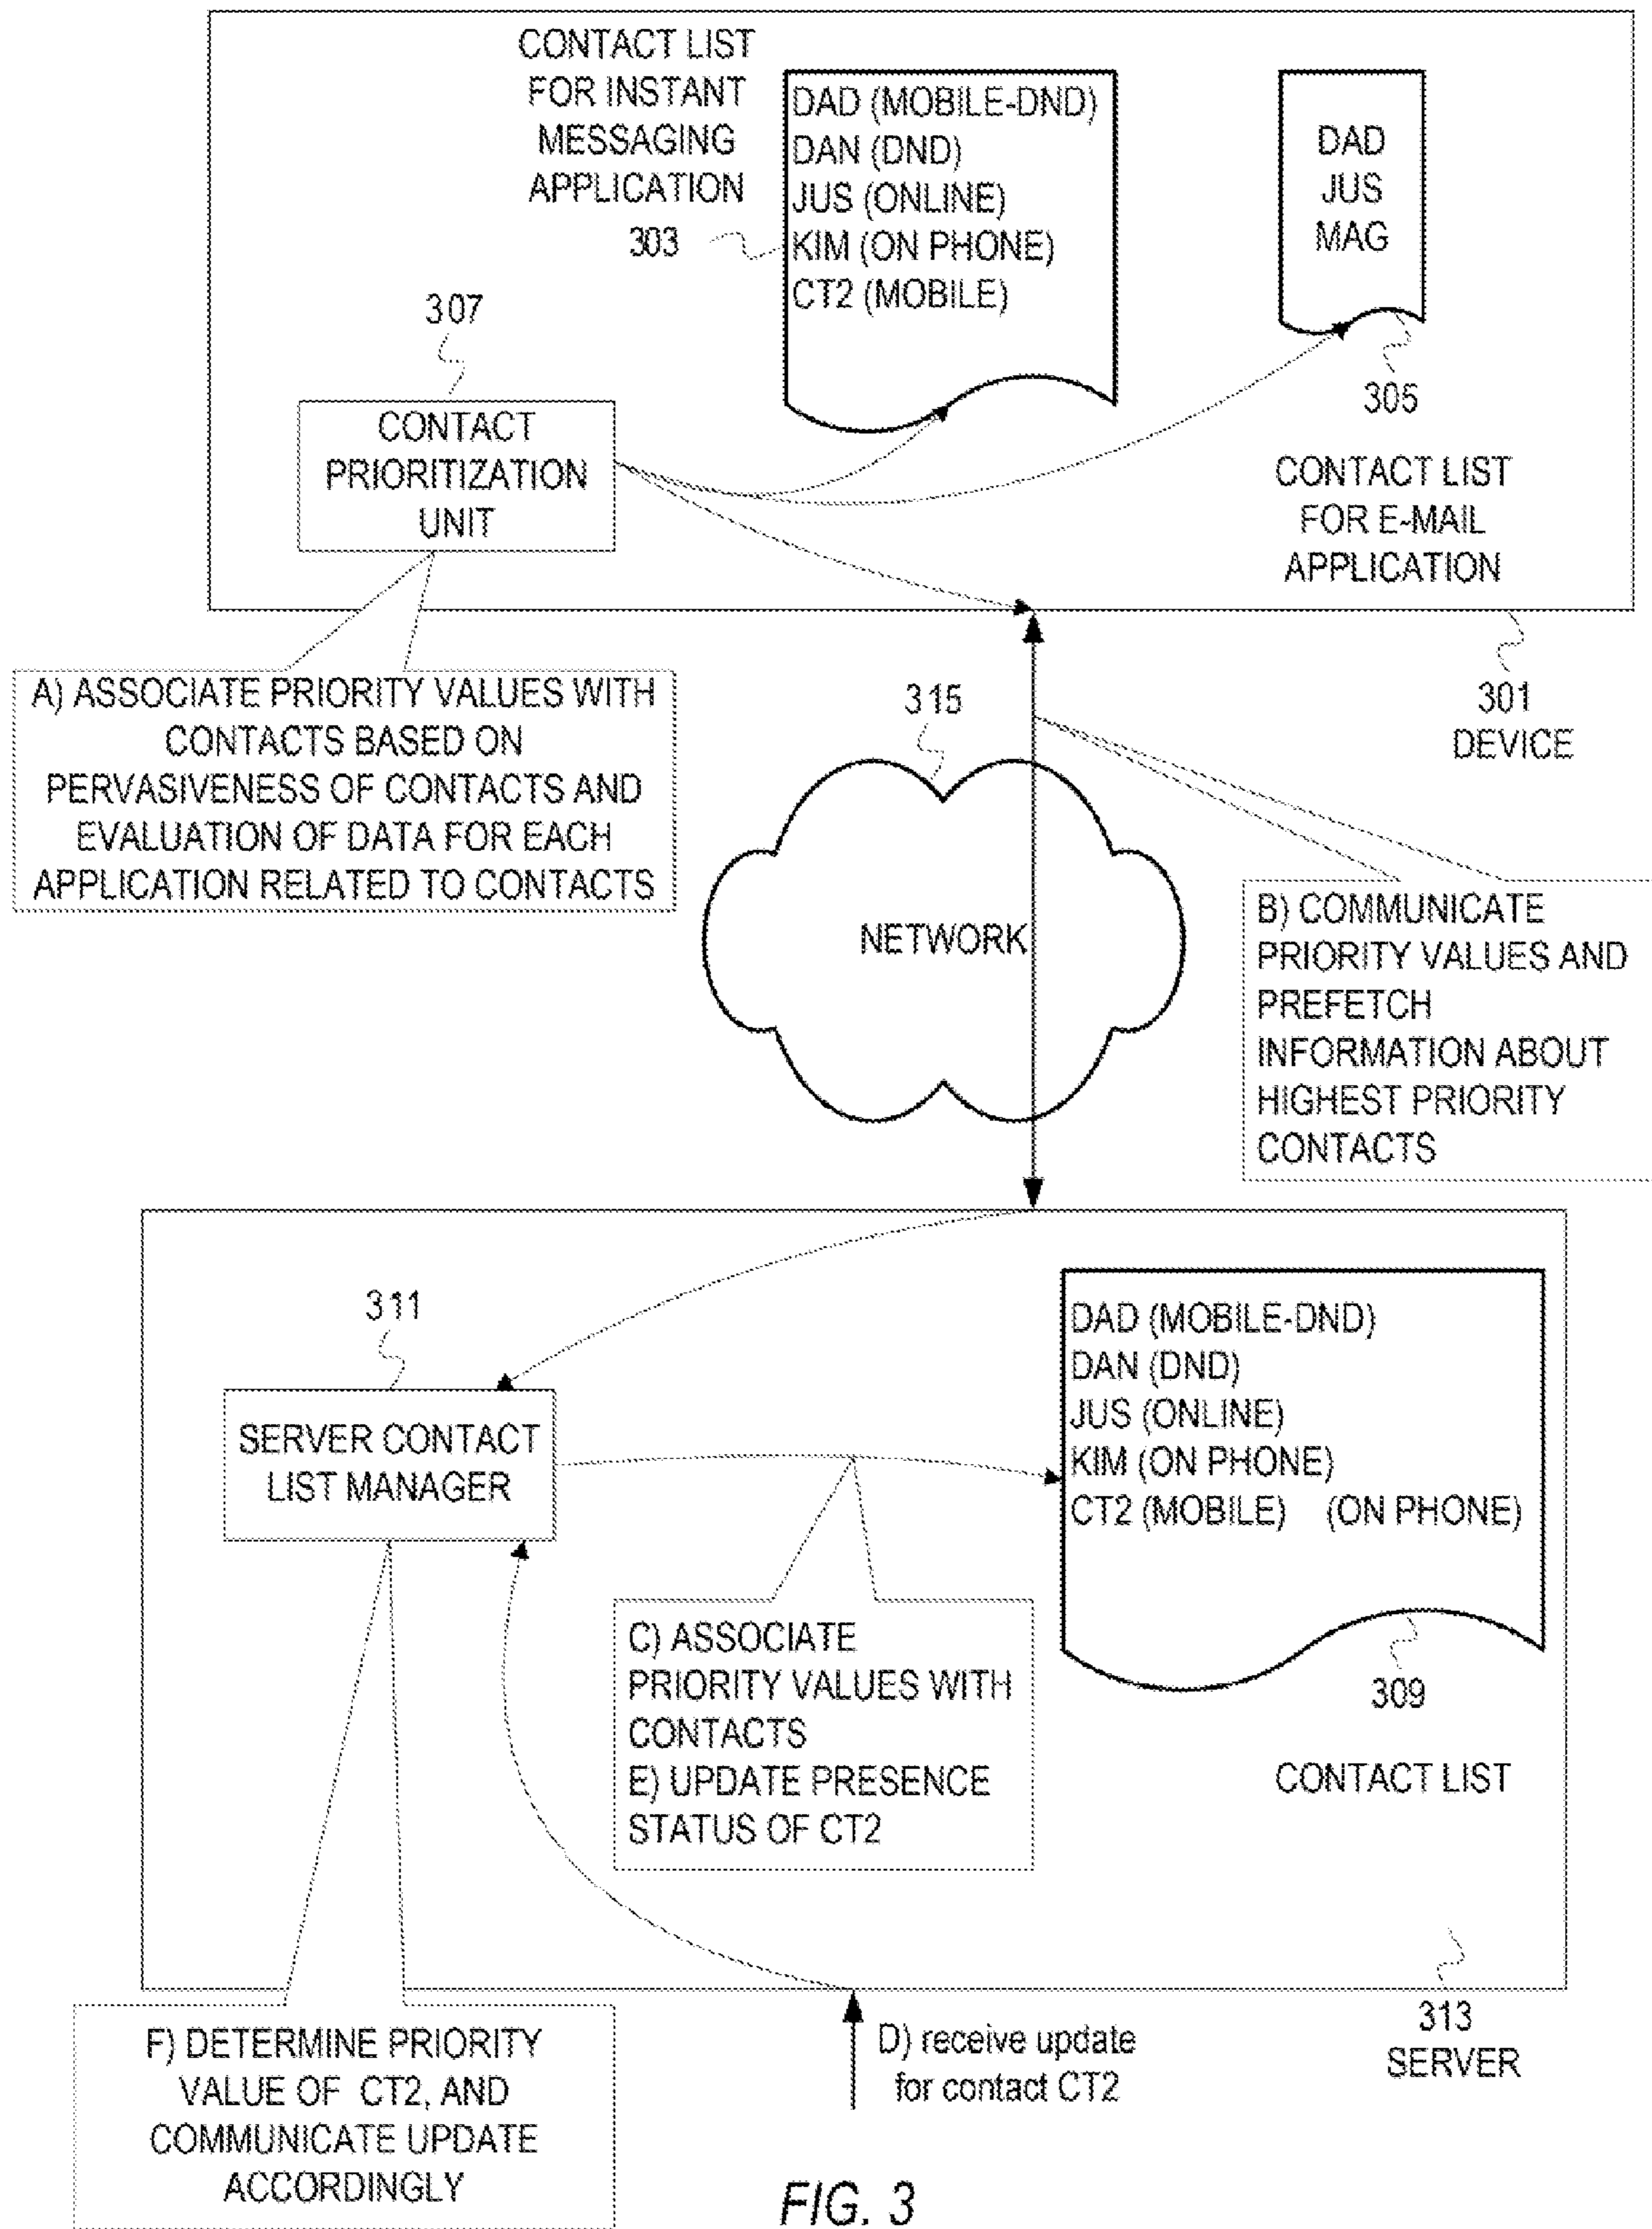 CONTACT LIST
FOR INSTANT
MESSAGING
APPLICATION
303
DAD (MOBILE-DND)
DAN (DND)
JUS (ONLINE)
KIM (ON PHONE)
CT2 (MOBILE)
DAD
JUS
MAG
305
CONTACT LIST
FOR E-MAIL
APPLICATION
307
CONTACT
PRIORITIZATION
UNIT
301
DEVICE
A) ASSOCIATE PRIORITY VALUES WITH
CONTACTS BASED ON
PERVASIVENESS OF CONTACTS AND
EVALUATION OF DATA FOR EACH
APPLICATION RELATED TO CONTACTS
315
NETWORK
B) COMMUNICATE
PRIORITY VALUES AND
PREFETCH
INFORMATION ABOUT
HIGHEST PRIORITY
CONTACTS
311
SERVER CONTACT
LIST MANAGER
DAD (MOBILE-DND)
DAN (DND)
JUS (ONLINE)
KIM (ON PHONE)
CT2 (MOBILE) (ON PHONE)
309
CONTACT LIST
C) ASSOCIATE
PRIORITY VALUES WITH
CONTACTS
E) UPDATE PRESENCE
STATUS OF CT2
313
SERVER
F) DETERMINE PRIORITY
VALUE OF CT2, AND
COMMUNICATE UPDATE
ACCORDINGLY
D) receive update
for contact CT2
FIG. 3